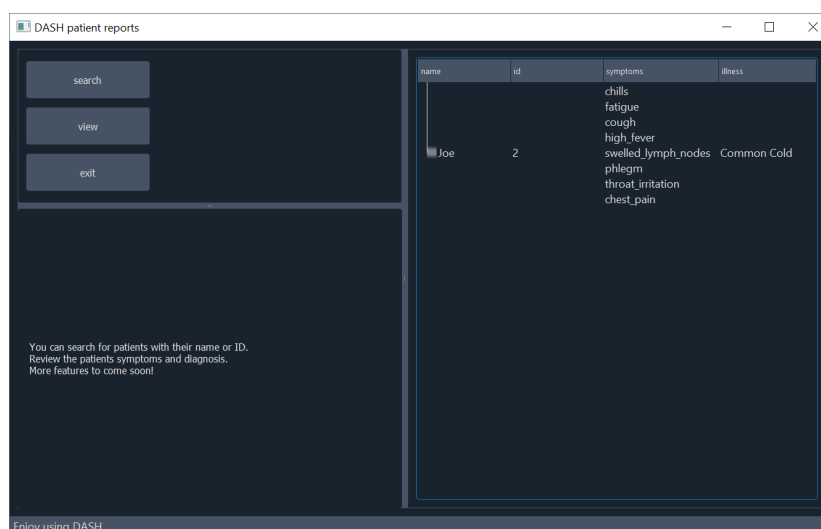 DASH patient reports
search
view
exit
You can search for patients with their name or ID.
Review the patients symptoms and diagnosis.
More features to come soon!
name id symptoms illness
chills
fatigue
cough
high_fever
Joe 2 swelled_lymph_nodes Common Cold
phlegm
throat_irritation
chest_pain
Enjoy using DASH